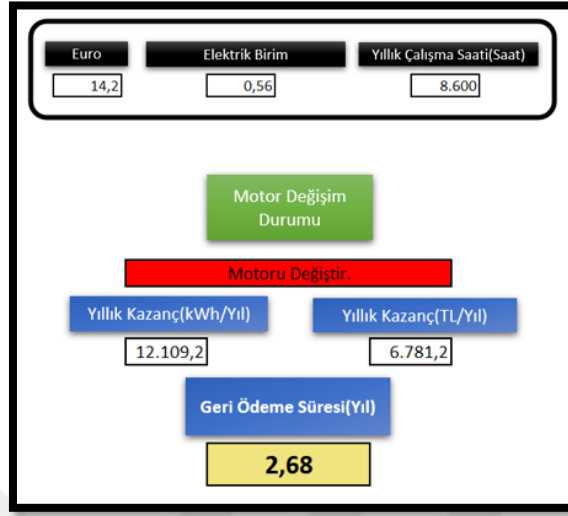 Euro Elektrik Birim Yıllık Çalışma Saati(Saat)
14,2 0,56 8.600
Motor Değişim
Durumu
Motoru Değiştir.
Yıllık Kazanç(kWh/Yıl) Yıllık Kazanç(TL/Yıl)
12.109,2 6.781,2
Geri Ödeme Süresi(Yıl)
2,68